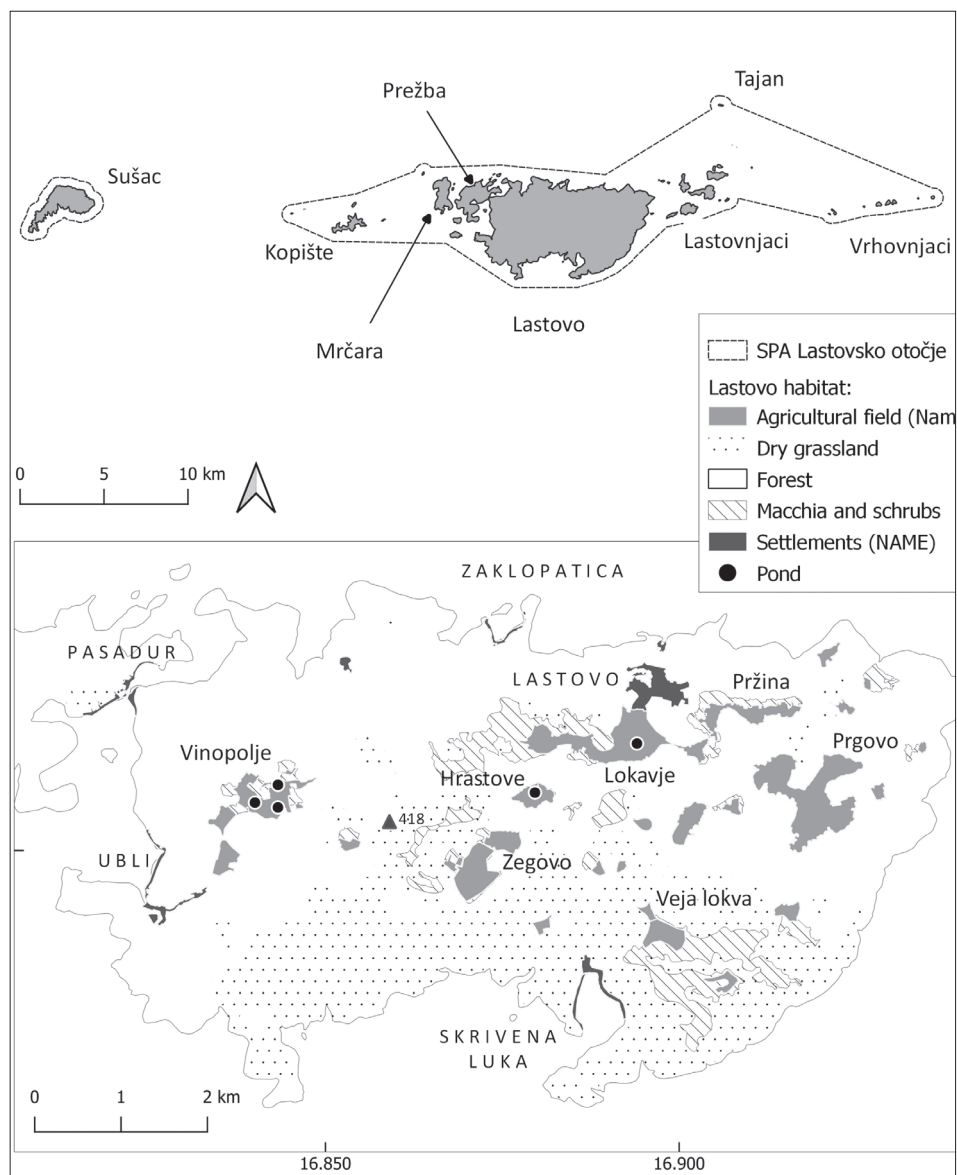 Tajan
Prežba
Sušac
Kopište
Lastovnjaci
Vrhovnjaci
Lastovo
Mrčara
SPA Lastovsko otočje
Lastovo habitat:
Agricultural field (Nam
Dry grassland
Forest
Macchia and schrubs
Settlements (NAME)
Pond
0 5 10 km
ZAKLOPATICA
PASADUR
LASTOVO
Pržina
Vinopolje
Prgovo
Hrastove
Lokavje
418
UBLI
Zegovo
Veja lokva
SKRIVENA
LUKA
0 1 2 km
16.850 16.900